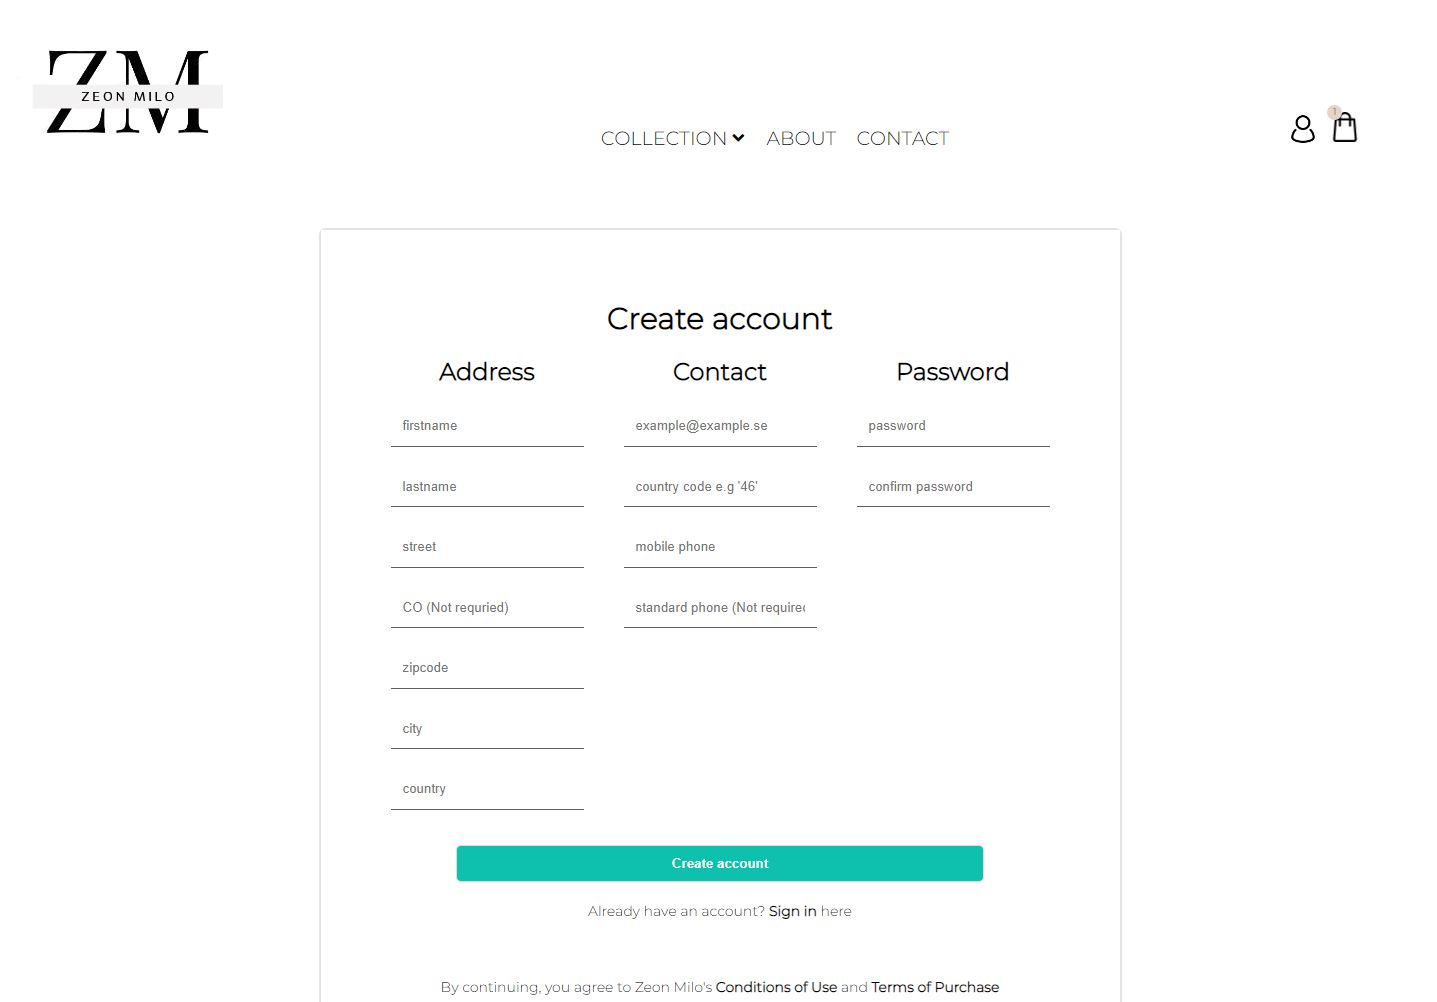 ZM
ZEON MILO
COLLECTION ABOUT CONTACT
1
Create account
Address Contact Password
firstname example@example.se password
lastname country code e.g '46' confirm password
street mobile phone
CO (Not requried) standard phone (Not required
zipcode
city
country
Create account
Already have an account? Sign in here
By continuing, you agree to Zeon Milo's Conditions of Use and Terms of Purchase